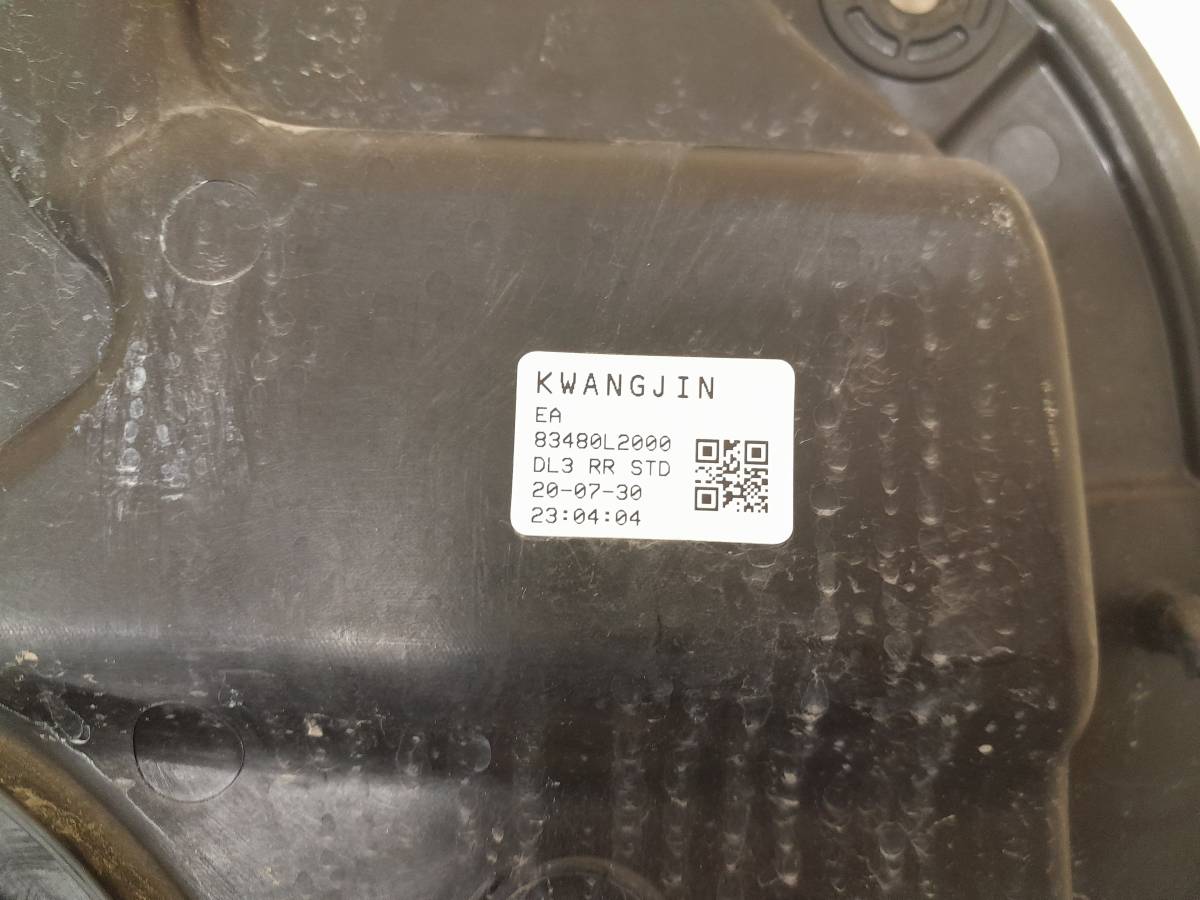 KWANGJIN
EA
83480L2000
DL3 RR STD
20-07-30
23:04:04